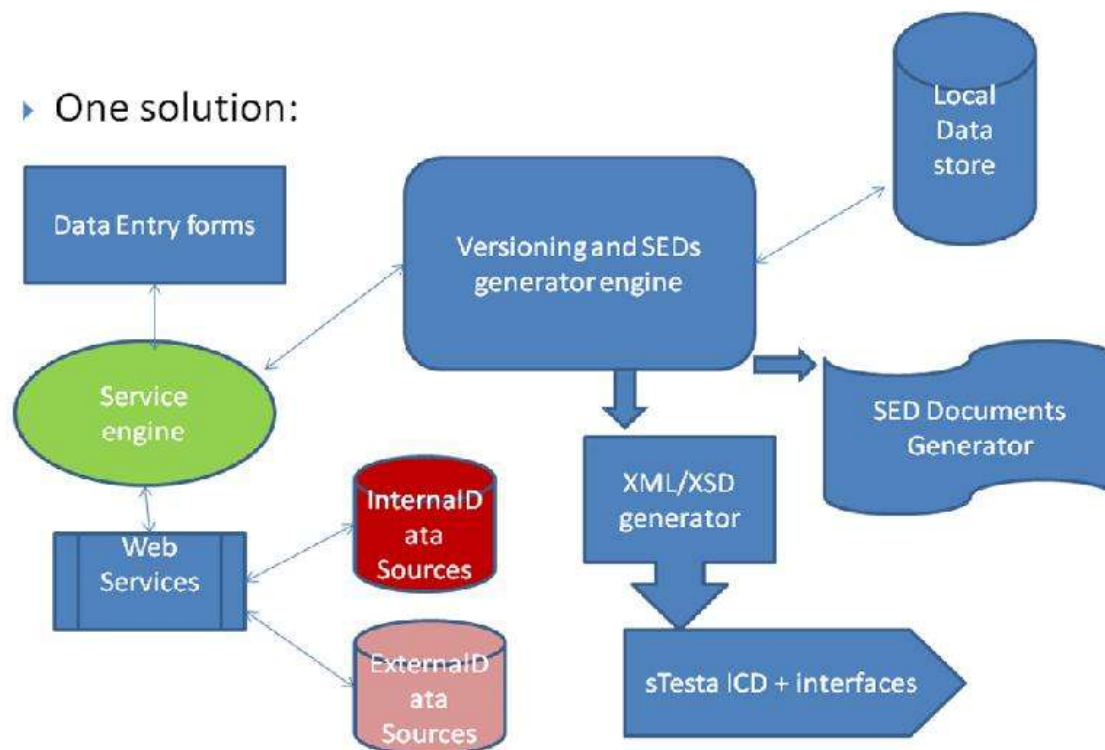 One solution:
Data Entry forms
Versioning and SEDs
generator engine
Local
Data
store
Service
engine
SED Documents
Generator
XML/XSD
generator
InternalD
ata
Sources
Web
Services
ExternalD
ata
Sources
sTesta ICD + interfaces